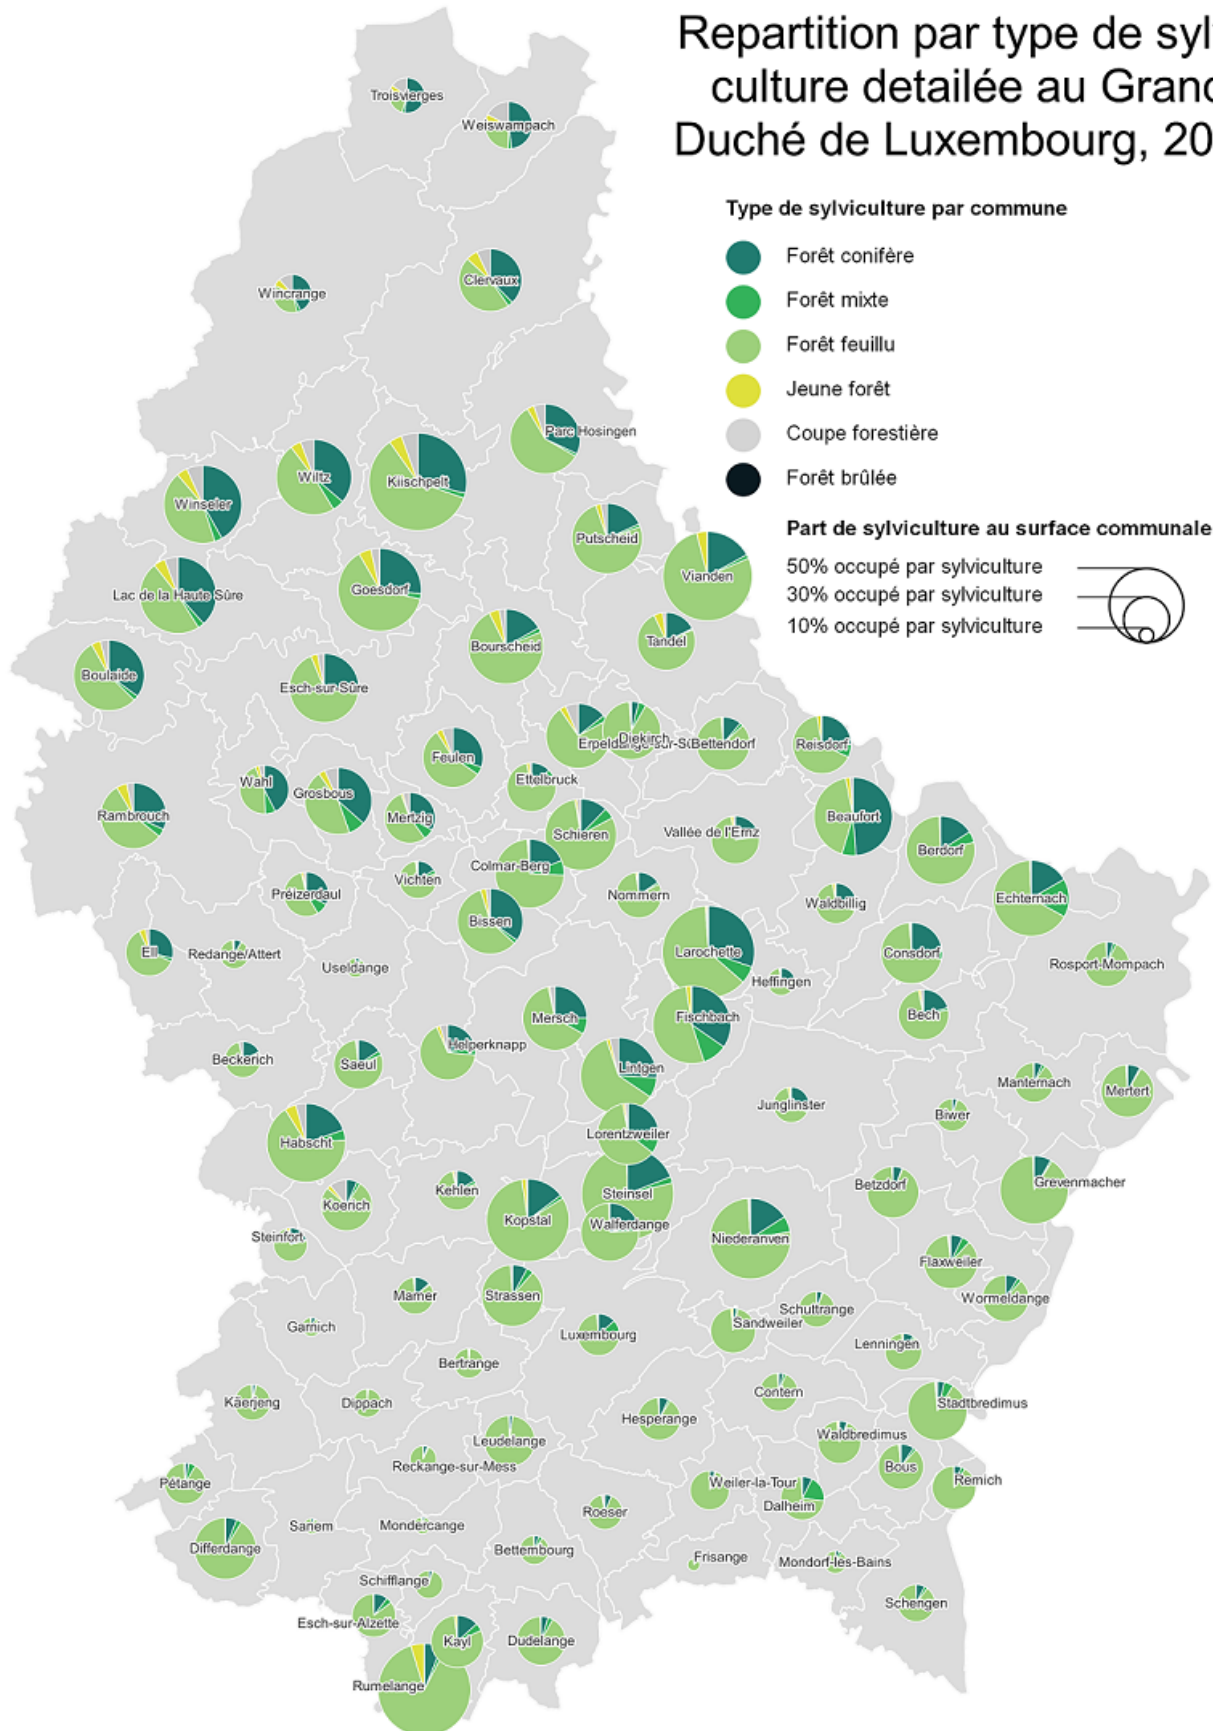 Repartition par type de syl
culture detailée au Grand
Duché de Luxembourg, 20
Type de sylviculture par commune
Forêt conifère
Forêt mixte
Forêt feuillu
Jeune forêt
Coupe forestière
Forêt brûlée
Part de sylviculture au surface communale
50% occupé par sylviculture
30% occupé par sylviculture
10% occupé par sylviculture
Troisvierges
Weiswampach
Clervaux
Wincrange
Parc Hosingen
Wiltz
Kiischpelt
Winseler
Putscheid
Vianden
Goesdorf
Lac de la Haute Sûre
Tandel
Bourscheid
Boulaide
Esch-sur-Sûre
Diekirch
Erpeldange-sur-Sû
Bettendorf
Reisdorf
Feulen
Ettelbruck
Wahl
Grosbous
Rambrouch
Mertzig
Beaufort
Schieren
Vallée de l'Ernz
Berdorf
Colmar-Berg
Vichten
Préizerdaul
Nommern
Waldbillig
Echternach
Bissen
Ell
Redange/Attert
Larochette
Consdorf
Useldange
Rosport-Mompach
Heffingen
Mersch
Fischbach
Bech
Helperknapp
Beckerich
Saeul
Lintgen
Manternach
Mertert
Junglinster
Biwer
Lorentzweiler
Habscht
Kehlen
Steinsel
Betzdorf
Grevenmacher
Koerich
Kopstal
Walferdange
Niederanven
Steinfort
Flaxweiler
Mamer
Strassen
Wormeldange
Schuttrange
Sandweiler
Garnich
Luxembourg
Lenningen
Bertrange
Contern
Käerjeng
Dippach
Stadtbredimus
Hesperange
Waldbredimus
Leudelange
Reckange-sur-Mess
Bous
Pétange
Weiler-la-Tour
Remich
Dalheim
Roeser
Sanem
Mondercange
Differdange
Bettembourg
Frisange
Mondorf-les-Bains
Schifflange
Schengen
Esch-sur-Alzette
Kayl
Dudelange
Rumelange